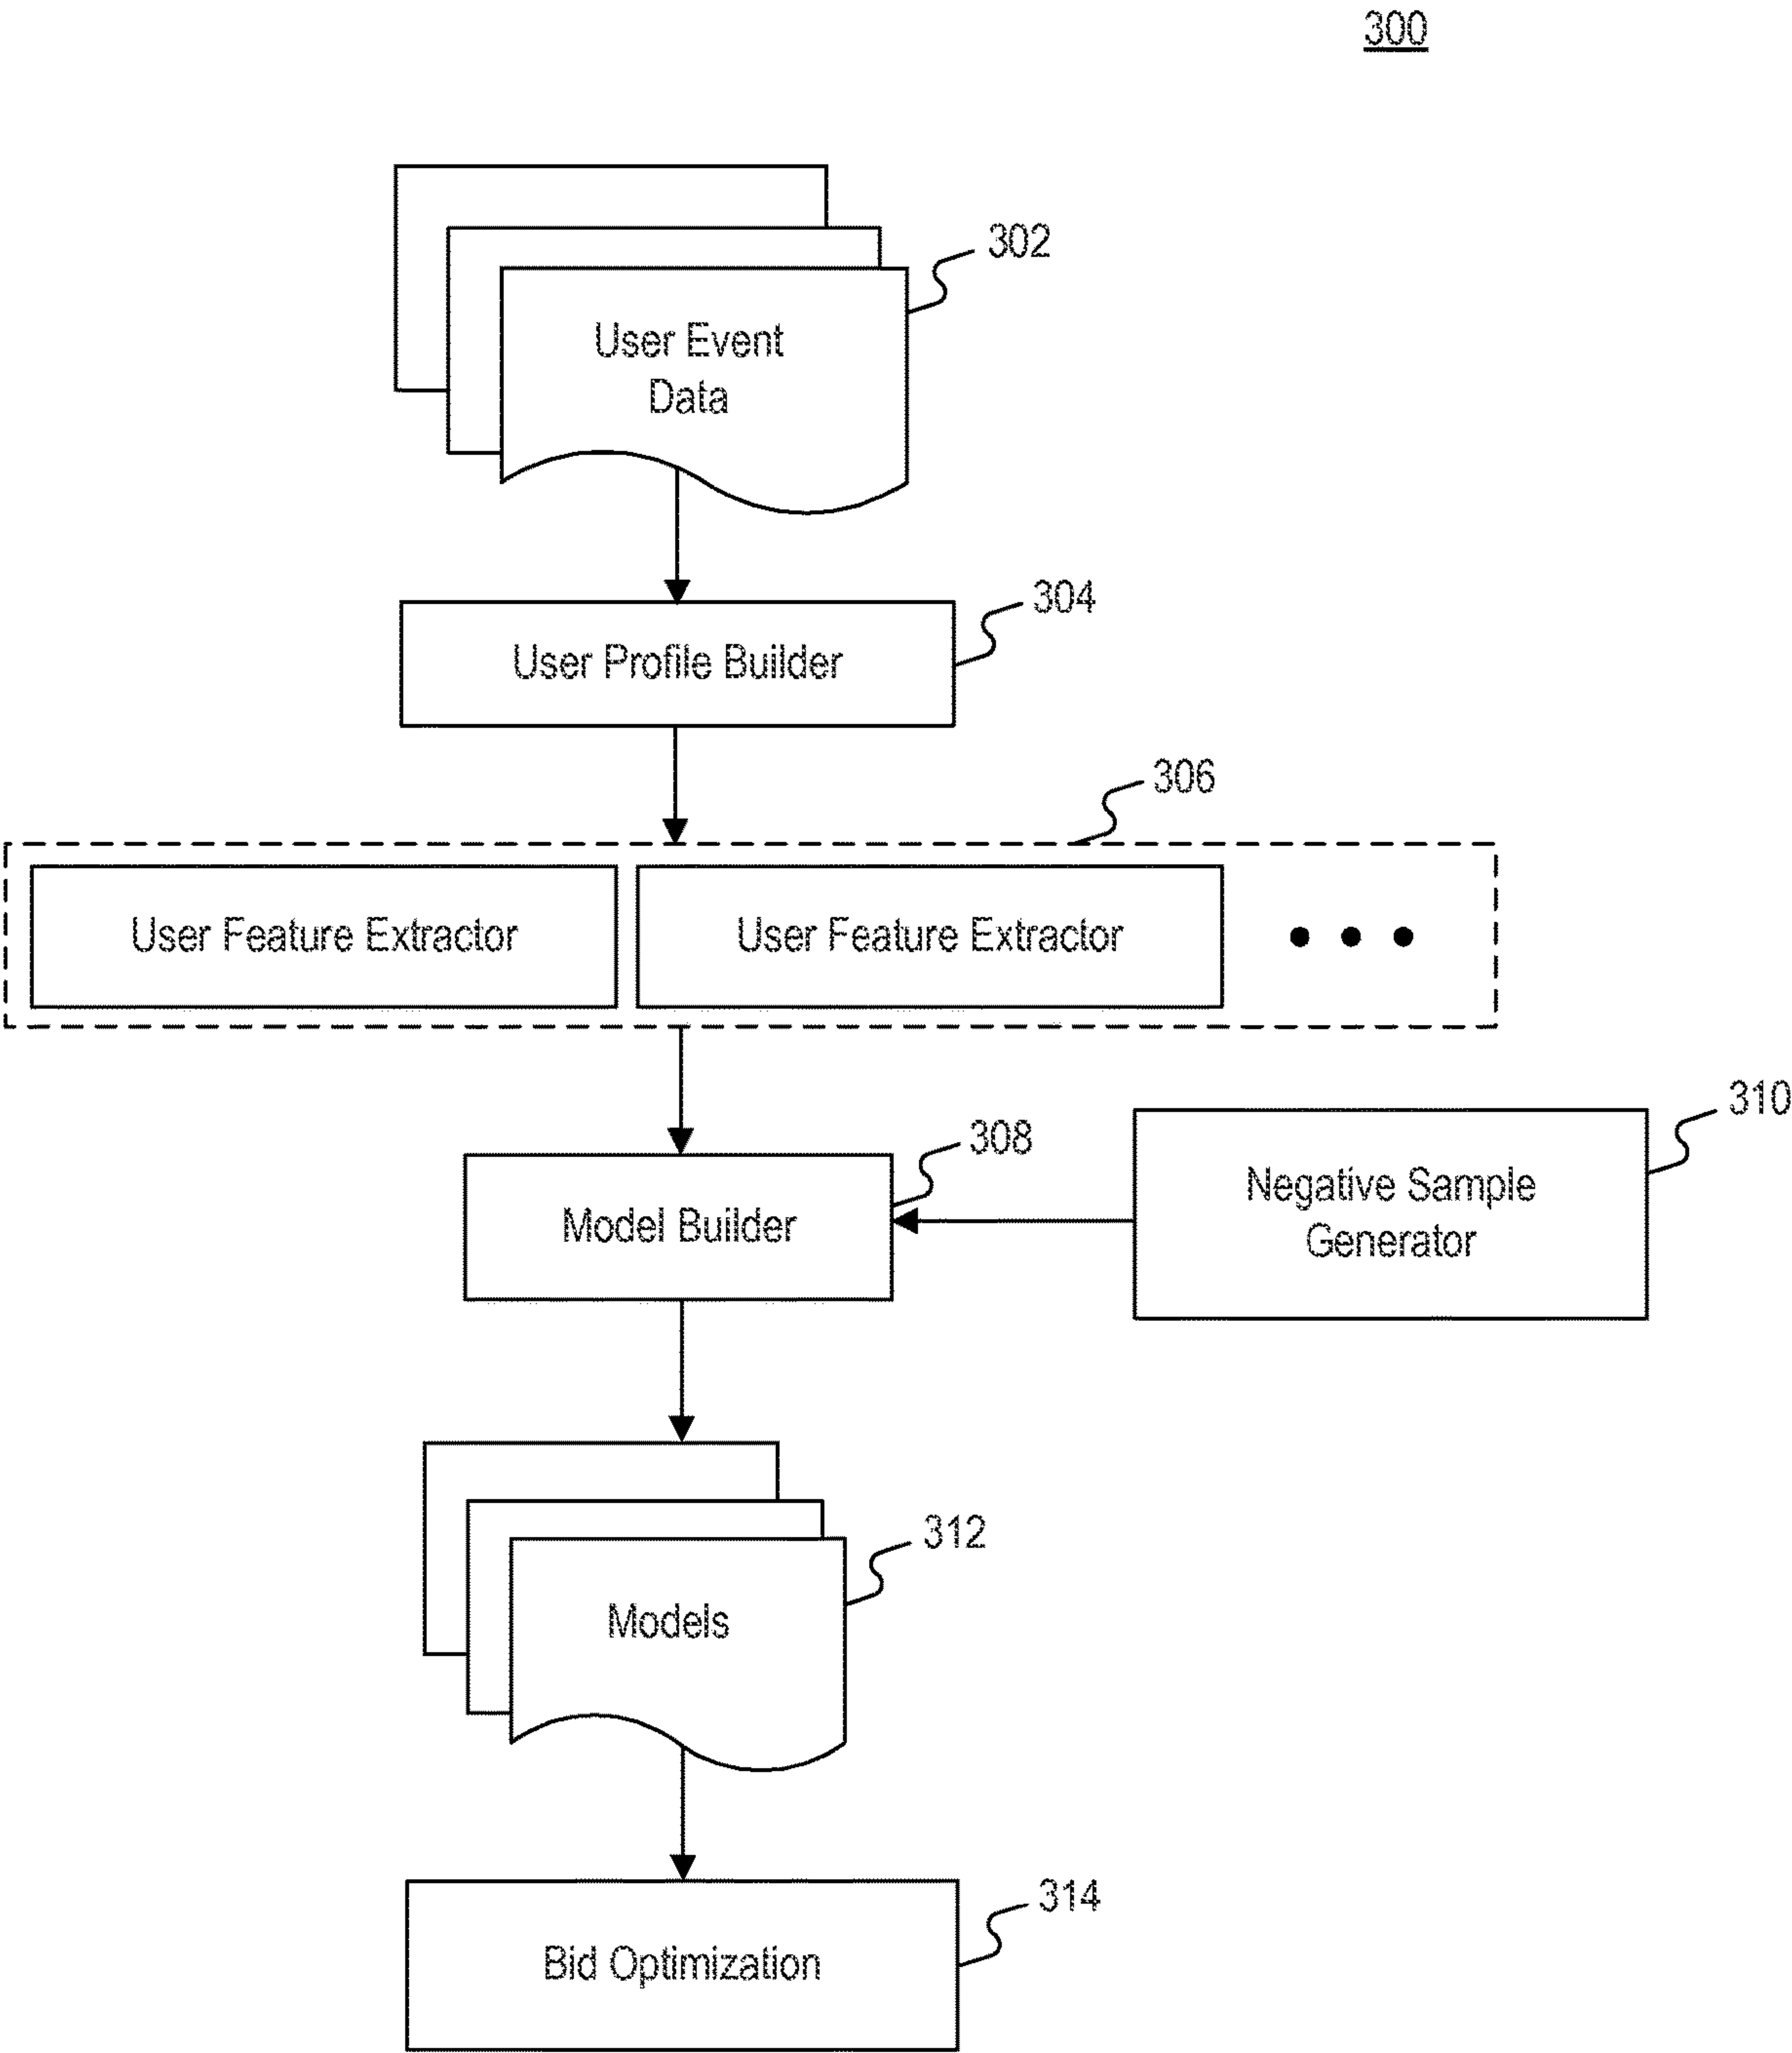 300
302
User Event
Data
304
User Profile Builder
306
User Feature Extractor
User Feature Extractor
310
308
Negative Sample
Generator
Model Builder
312
Models
314
Bid Optimization